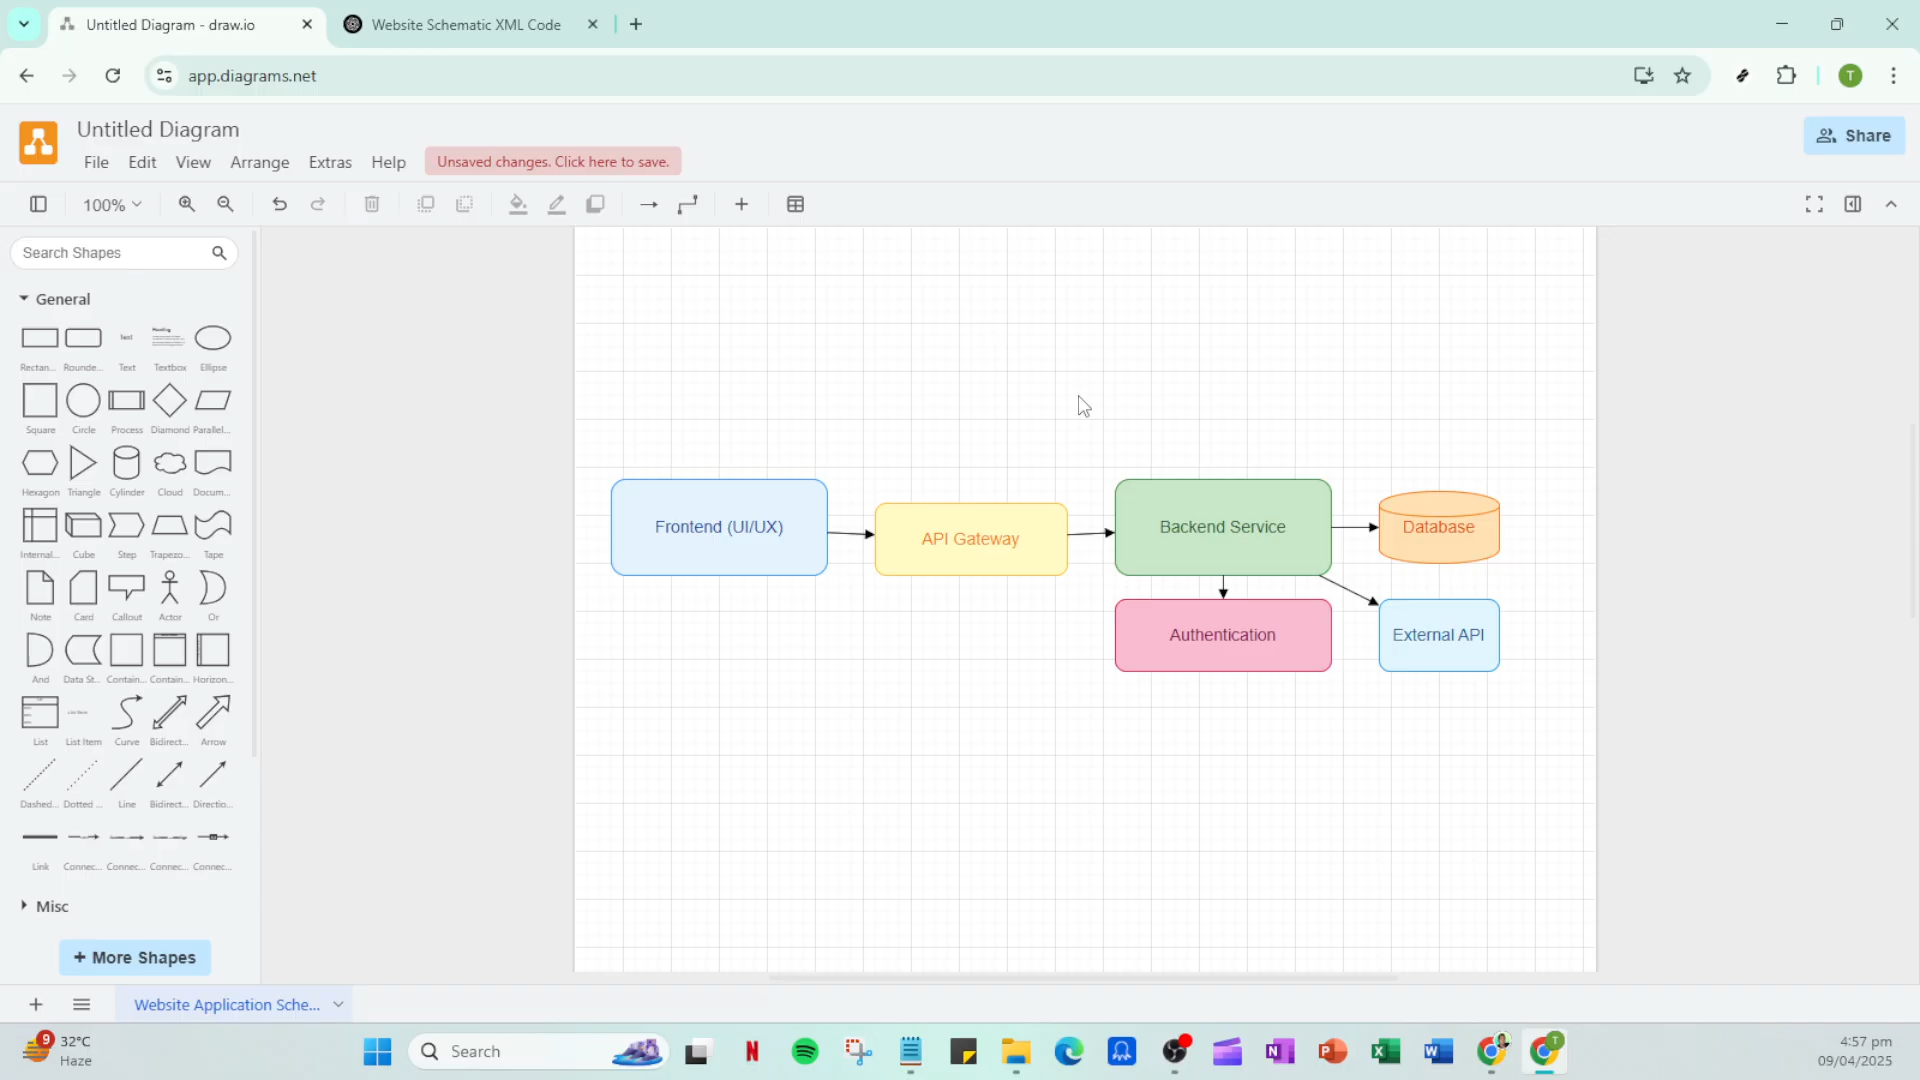 Untitled Diagram - draw.io
Website Schematic XML Code
app.diagrams.net
T
Untitled Diagram
File Edit View Arrange Extras Help
Unsaved changes. Click here to save.
Share
100%
Search Shapes
General
Text
Heading
Rectan... Rounde... Text Textbox Ellipse
Square Circle Process Diamond Parallel...
Hexagon Triangle Cylinder Cloud Docum...
Internal... Cube Step Trapezo... Tape
Note Card Callout Actor Or
And Data St... Contain... Contain... Horizon...
List List Item Curve Bidirect... Arrow
Dashed... Dotted ... Line Bidirect... Directio...
Link Connec... Connec... Connec... Connec...
Misc
+ More Shapes
Frontend (UI/UX)
API Gateway
Backend Service
Database
Authentication
External API
Website Application Sche...
9
32°C
Haze
Search
4:57 pm
09/04/2025